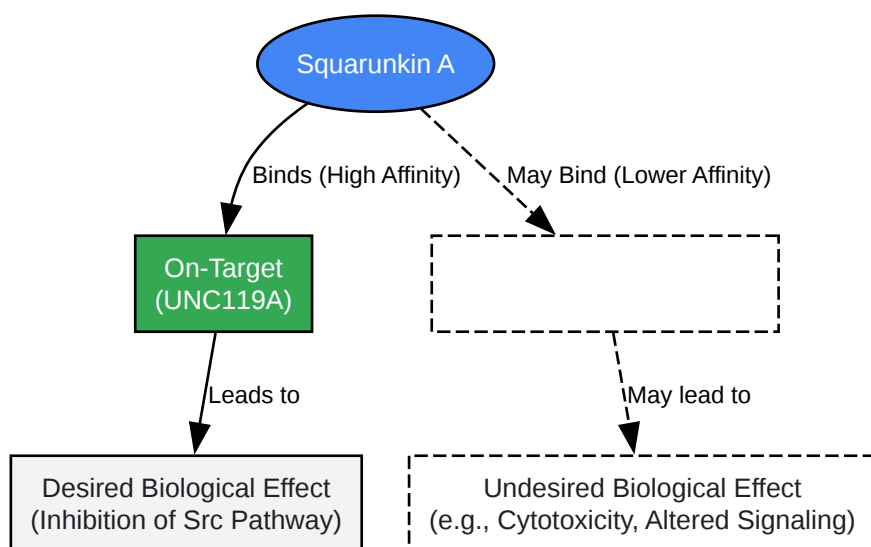 Squarunkin A
Binds (High Affinity)
May Bind (Lower Affinity)
On-Target
(UNC119A)
Leads to
May lead to
Desired Biological Effect
(Inhibition of Src Pathway)
Undesired Biological Effect
(e.g., Cytotoxicity, Altered Signaling)